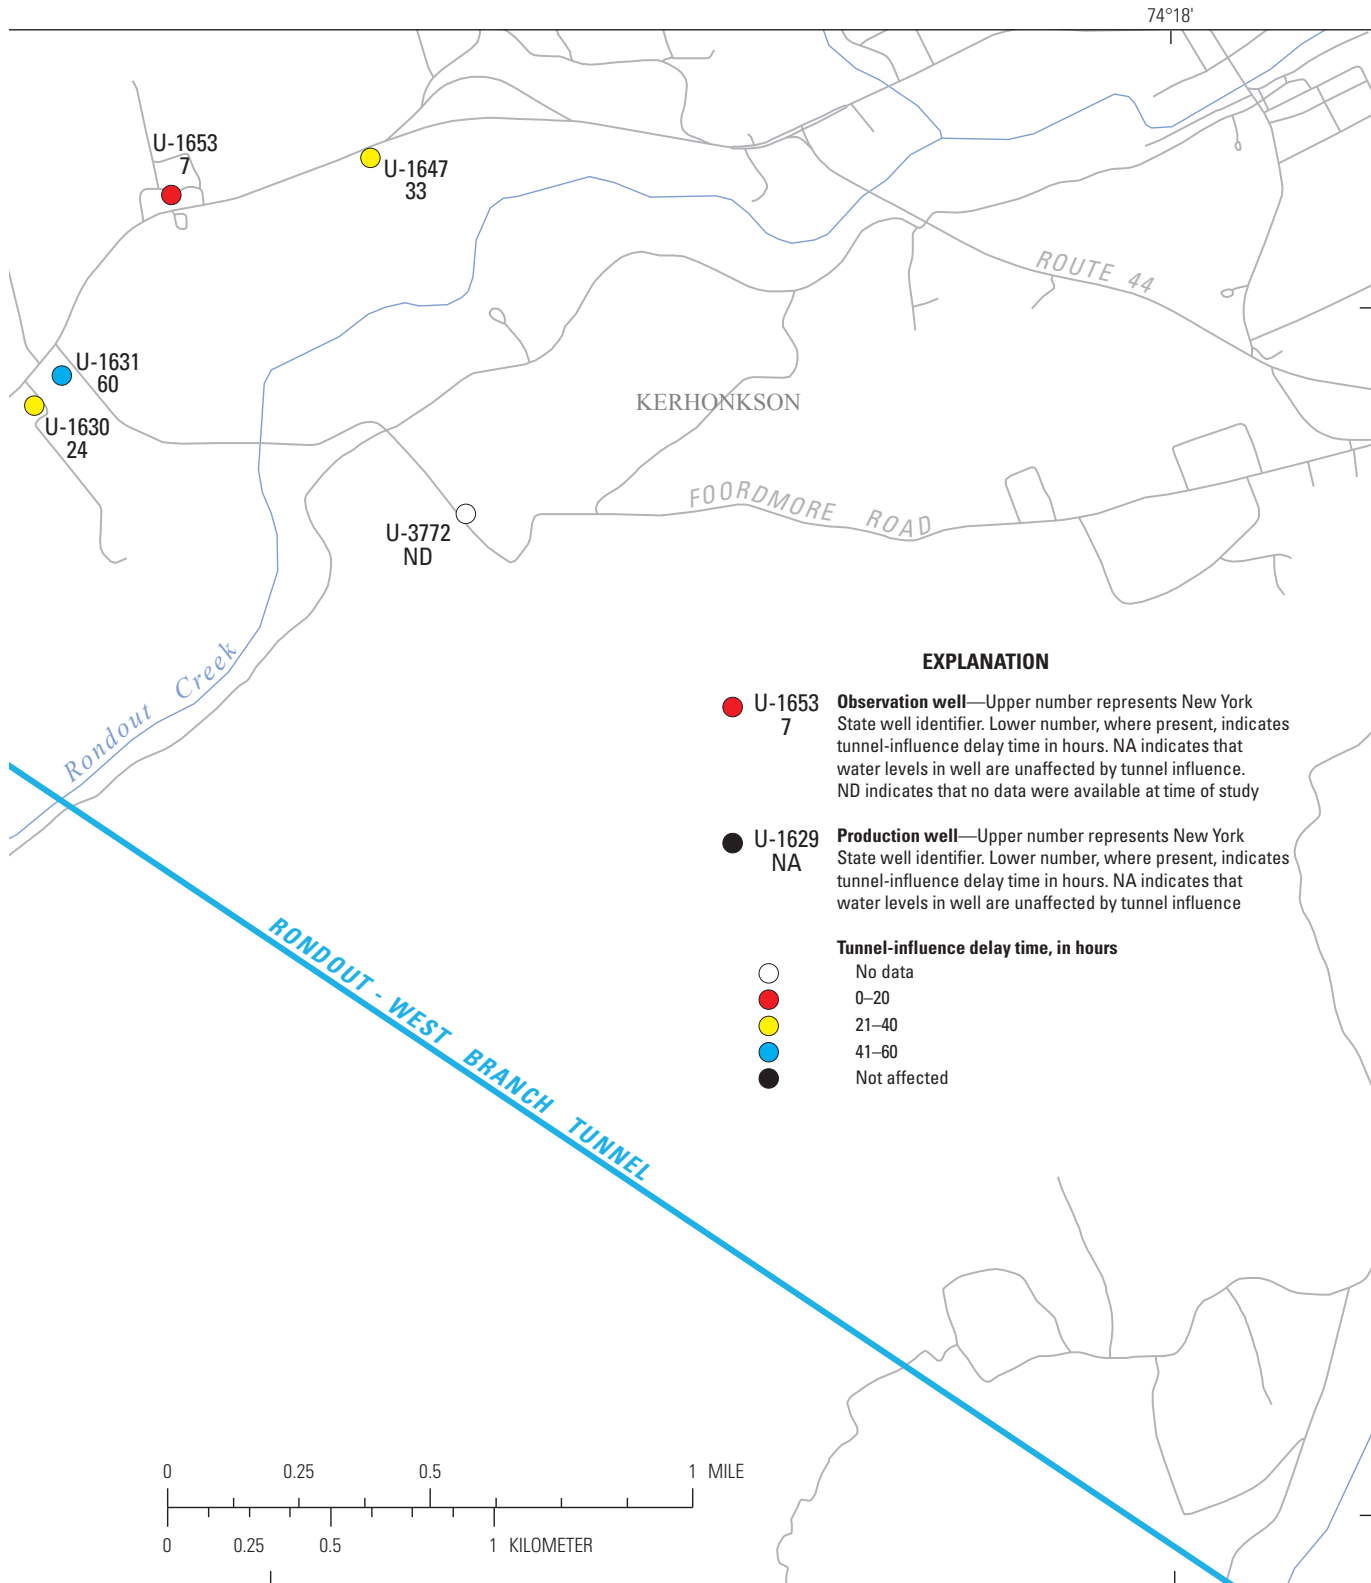 74°18'
U-1653
7
U-1647
33
ROUTE 44
U-1631
60
KERHONKSON
U-1630
24
FOORDMORE ROAD
U-3772
ND
Rondout Creek
EXPLANATION
U-1653
7
Observation well—Upper number represents New York
State well identifier. Lower number, where present, indicates
tunnel-influence delay time in hours. NA indicates that
water levels in well are unaffected by tunnel influence.
ND indicates that no data were available at time of study
U-1629
NA
Production well—Upper number represents New York
State well identifier. Lower number, where present, indicates
tunnel-influence delay time in hours. NA indicates that
water levels in well are unaffected by tunnel influence
Tunnel-influence delay time, in hours
No data
0–20
21–40
41–60
Not affected
RONDOUT - WEST BRANCH TUNNEL
0 0.25 0.5 1 MILE
0 0.25 0.5 1 KILOMETER